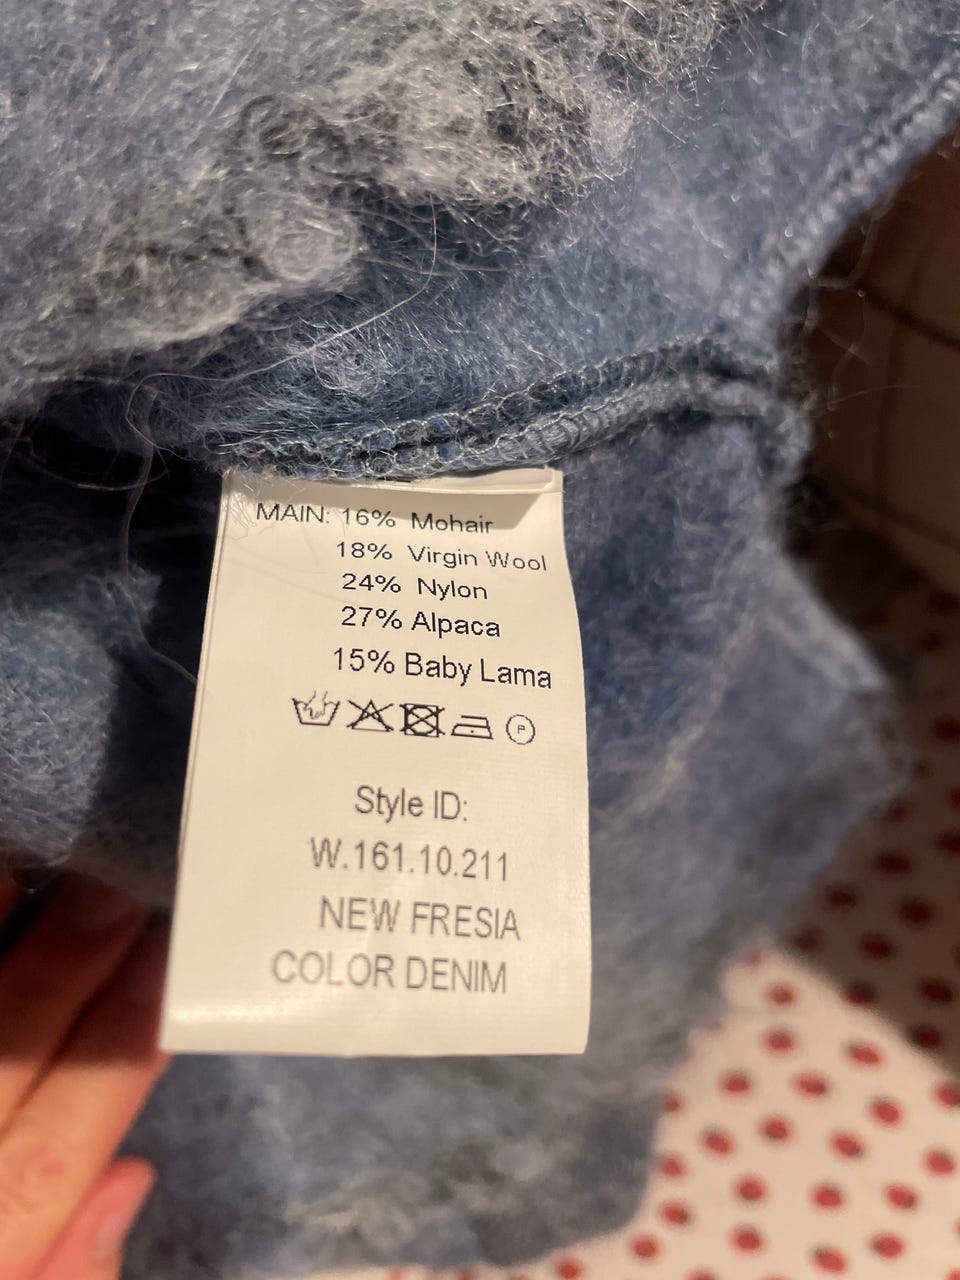 MAIN: 16% Mohair
18% Virgin Wool
24% Nylon
27% Alpaca
15% Baby Lama
P
Style ID:
W.161.10.211
NEW FRESIA
COLOR DENIM